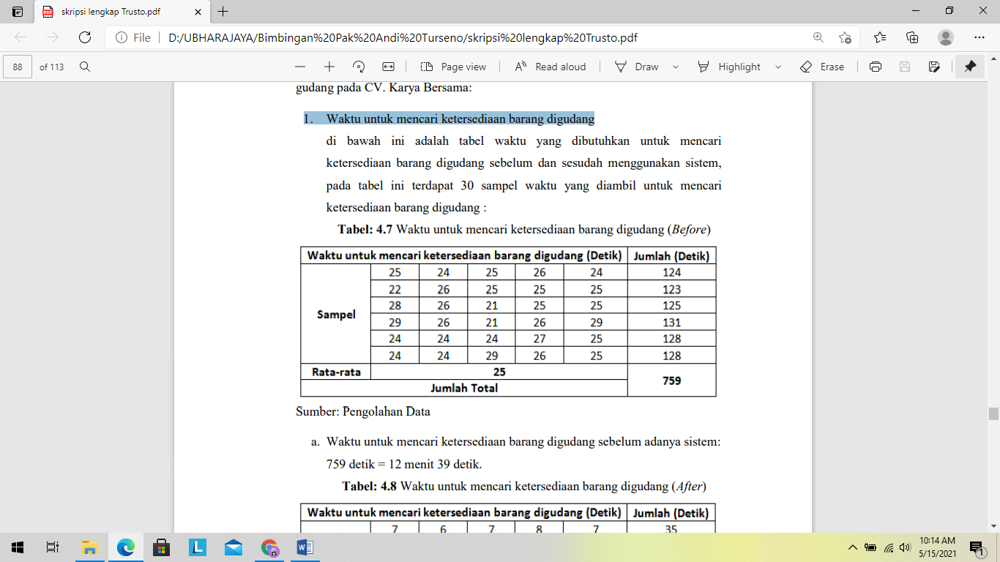 skripsi lengkap Trusto.pdf
File D:/UBHARAJAYA/Bimbingan%20Pak%20Andi%20Turseno/skripsi%20lengkap%20Trusto.pdf
88 of 113 Page view Read aloud Draw Highlight Erase
gudang pada CV. Karya Bersama:
1. Waktu untuk mencari ketersediaan barang digudang
di bawah ini adalah tabel waktu yang dibutuhkan untuk mencari
ketersediaan barang digudang sebelum dan sesudah menggunakan sistem,
pada tabel ini terdapat 30 sampel waktu yang diambil untuk mencari
ketersediaan barang digudang :
Tabel: 4.7 Waktu untuk mencari ketersediaan barang digudang (Before)
Waktu untuk mencari ketersediaan barang digudang (Detik) Jumlah (Detik)
25 24 25 26 24 124
22 26 25 25 25 123
28 26 21 25 25 125
Sampel
29 26 21 26 29 131
24 24 24 27 25 128
24 24 29 26 25 128
Rata-rata 25
759
Jumlah Total
Sumber: Pengolahan Data
a. Waktu untuk mencari ketersediaan barang digudang sebelum adanya sistem:
759 detik = 12 menit 39 detik.
Tabel: 4.8 Waktu untuk mencari ketersediaan barang digudang (After)
Waktu untuk mencari ketersediaan barang digudang (Detik) Jumlah (Detik)
7 6 7 8 7 35
10:14 AM
5/15/2021